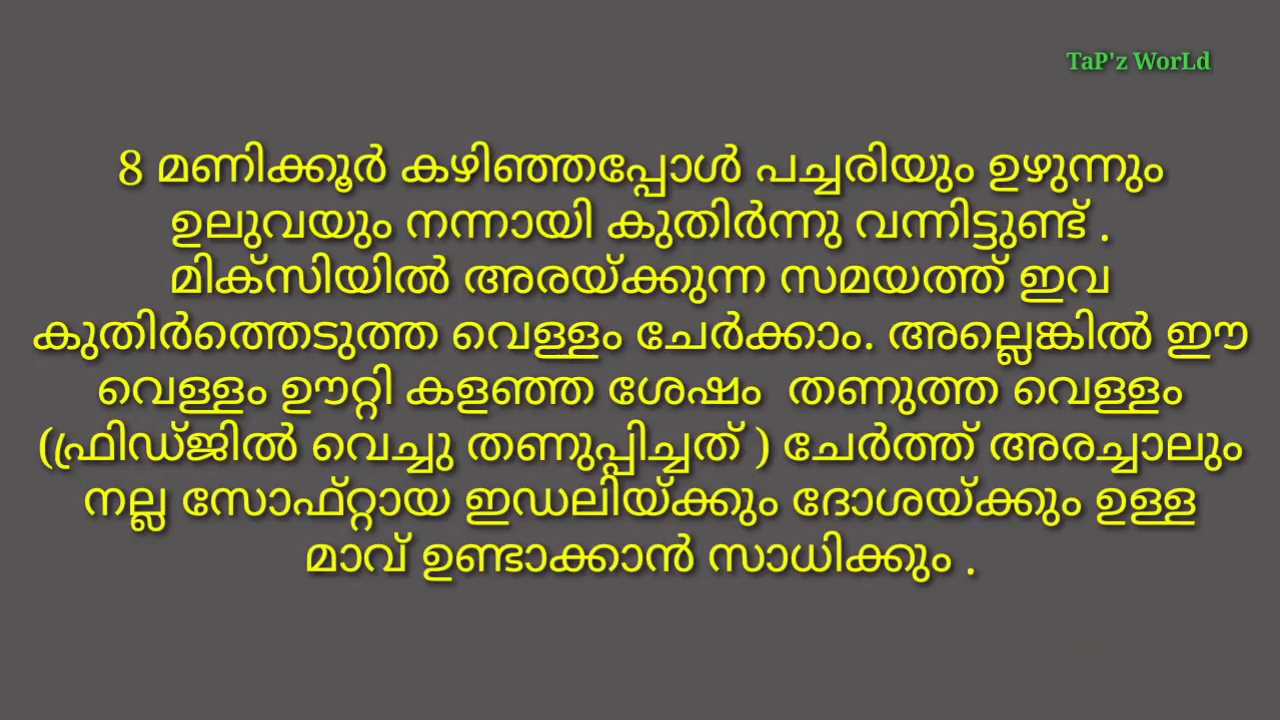 TaP'z WorLd
8 മണിക്കൂർ കഴിഞ്ഞപ്പോൾ പച്ചരിയും ഉഴുന്നും
ഉലുവയും നന്നായി കുതിർന്നു വന്നിട്ടുണ്ട് .
മിക്സിയിൽ അരയ്ക്കുന്ന സമയത്ത് ഇവ
കുതിർത്തെടുത്ത വെള്ളം ചേർക്കാം. അല്ലെങ്കിൽ ഈ
വെള്ളം ഊറ്റി കളഞ്ഞ ശേഷം തണുത്ത വെള്ളം
(ഫ്രിഡ്ജിൽ വെച്ചു തണുപ്പിച്ചത് ) ചേർത്ത് അരച്ചാലും
നല്ല സോഫ്റ്റായ ഇഡലിയ്ക്കും ദോശയ്ക്കും ഉള്ള
മാവ് ഉണ്ടാക്കാൻ സാധിക്കും .